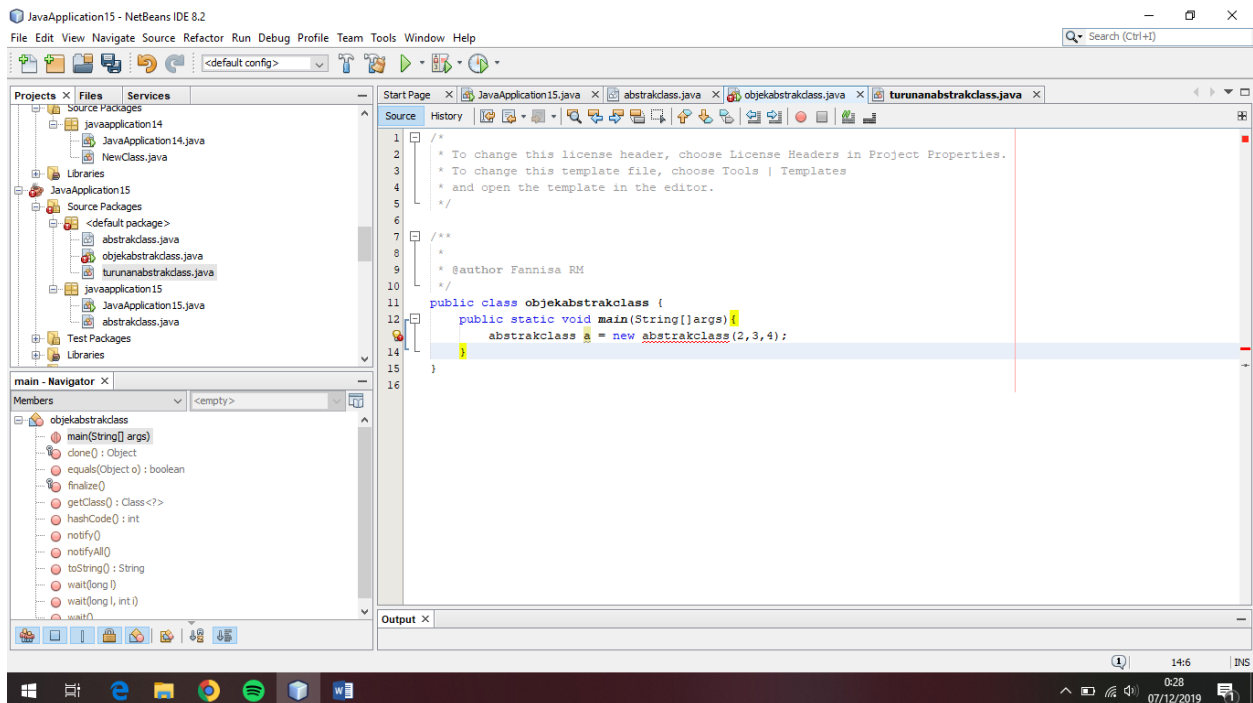 JavaApplication15 - NetBeans IDE 8.2
File Edit View Navigate Source Refactor Run Debug Profile Team Tools Window Help
Search (Ctrl+I)
<default config>
Projects Files Services
Source Packages
javaapplication14
JavaApplication14.java
NewClass.java
Libraries
JavaApplication15
Source Packages
<default package>
abstrakclass.java
objekabstrakclass.java
turunanabstrakclass.java
javaapplication15
JavaApplication15.java
abstrakclass.java
Test Packages
Libraries
main - Navigator
Members <empty>
objekabstrakclass
main(String[] args)
clone() : Object
equals(Object o) : boolean
finalize()
getClass() : Class<?>
hashCode() : int
notify()
notifyAll()
toString() : String
wait(long l)
wait(long l, int i)
wait()
Start Page JavaApplication15.java abstrakclass.java objekabstrakclass.java turunanabstrakclass.java
Source History
1 /*
2 * To change this license header, choose License Headers in Project Properties.
3 * To change this template file, choose Tools | Templates
4 * and open the template in the editor.
5 */
6
7 /**
8 *
9 * @author Fannisa RM
10 */
11 public class objekabstrakclass {
12 public static void main(String[]args){
abstrakclass a = new abstrakclass(2,3,4);
14 }
15 }
16
Output
1 14:6 INS
0:28
07/12/2019